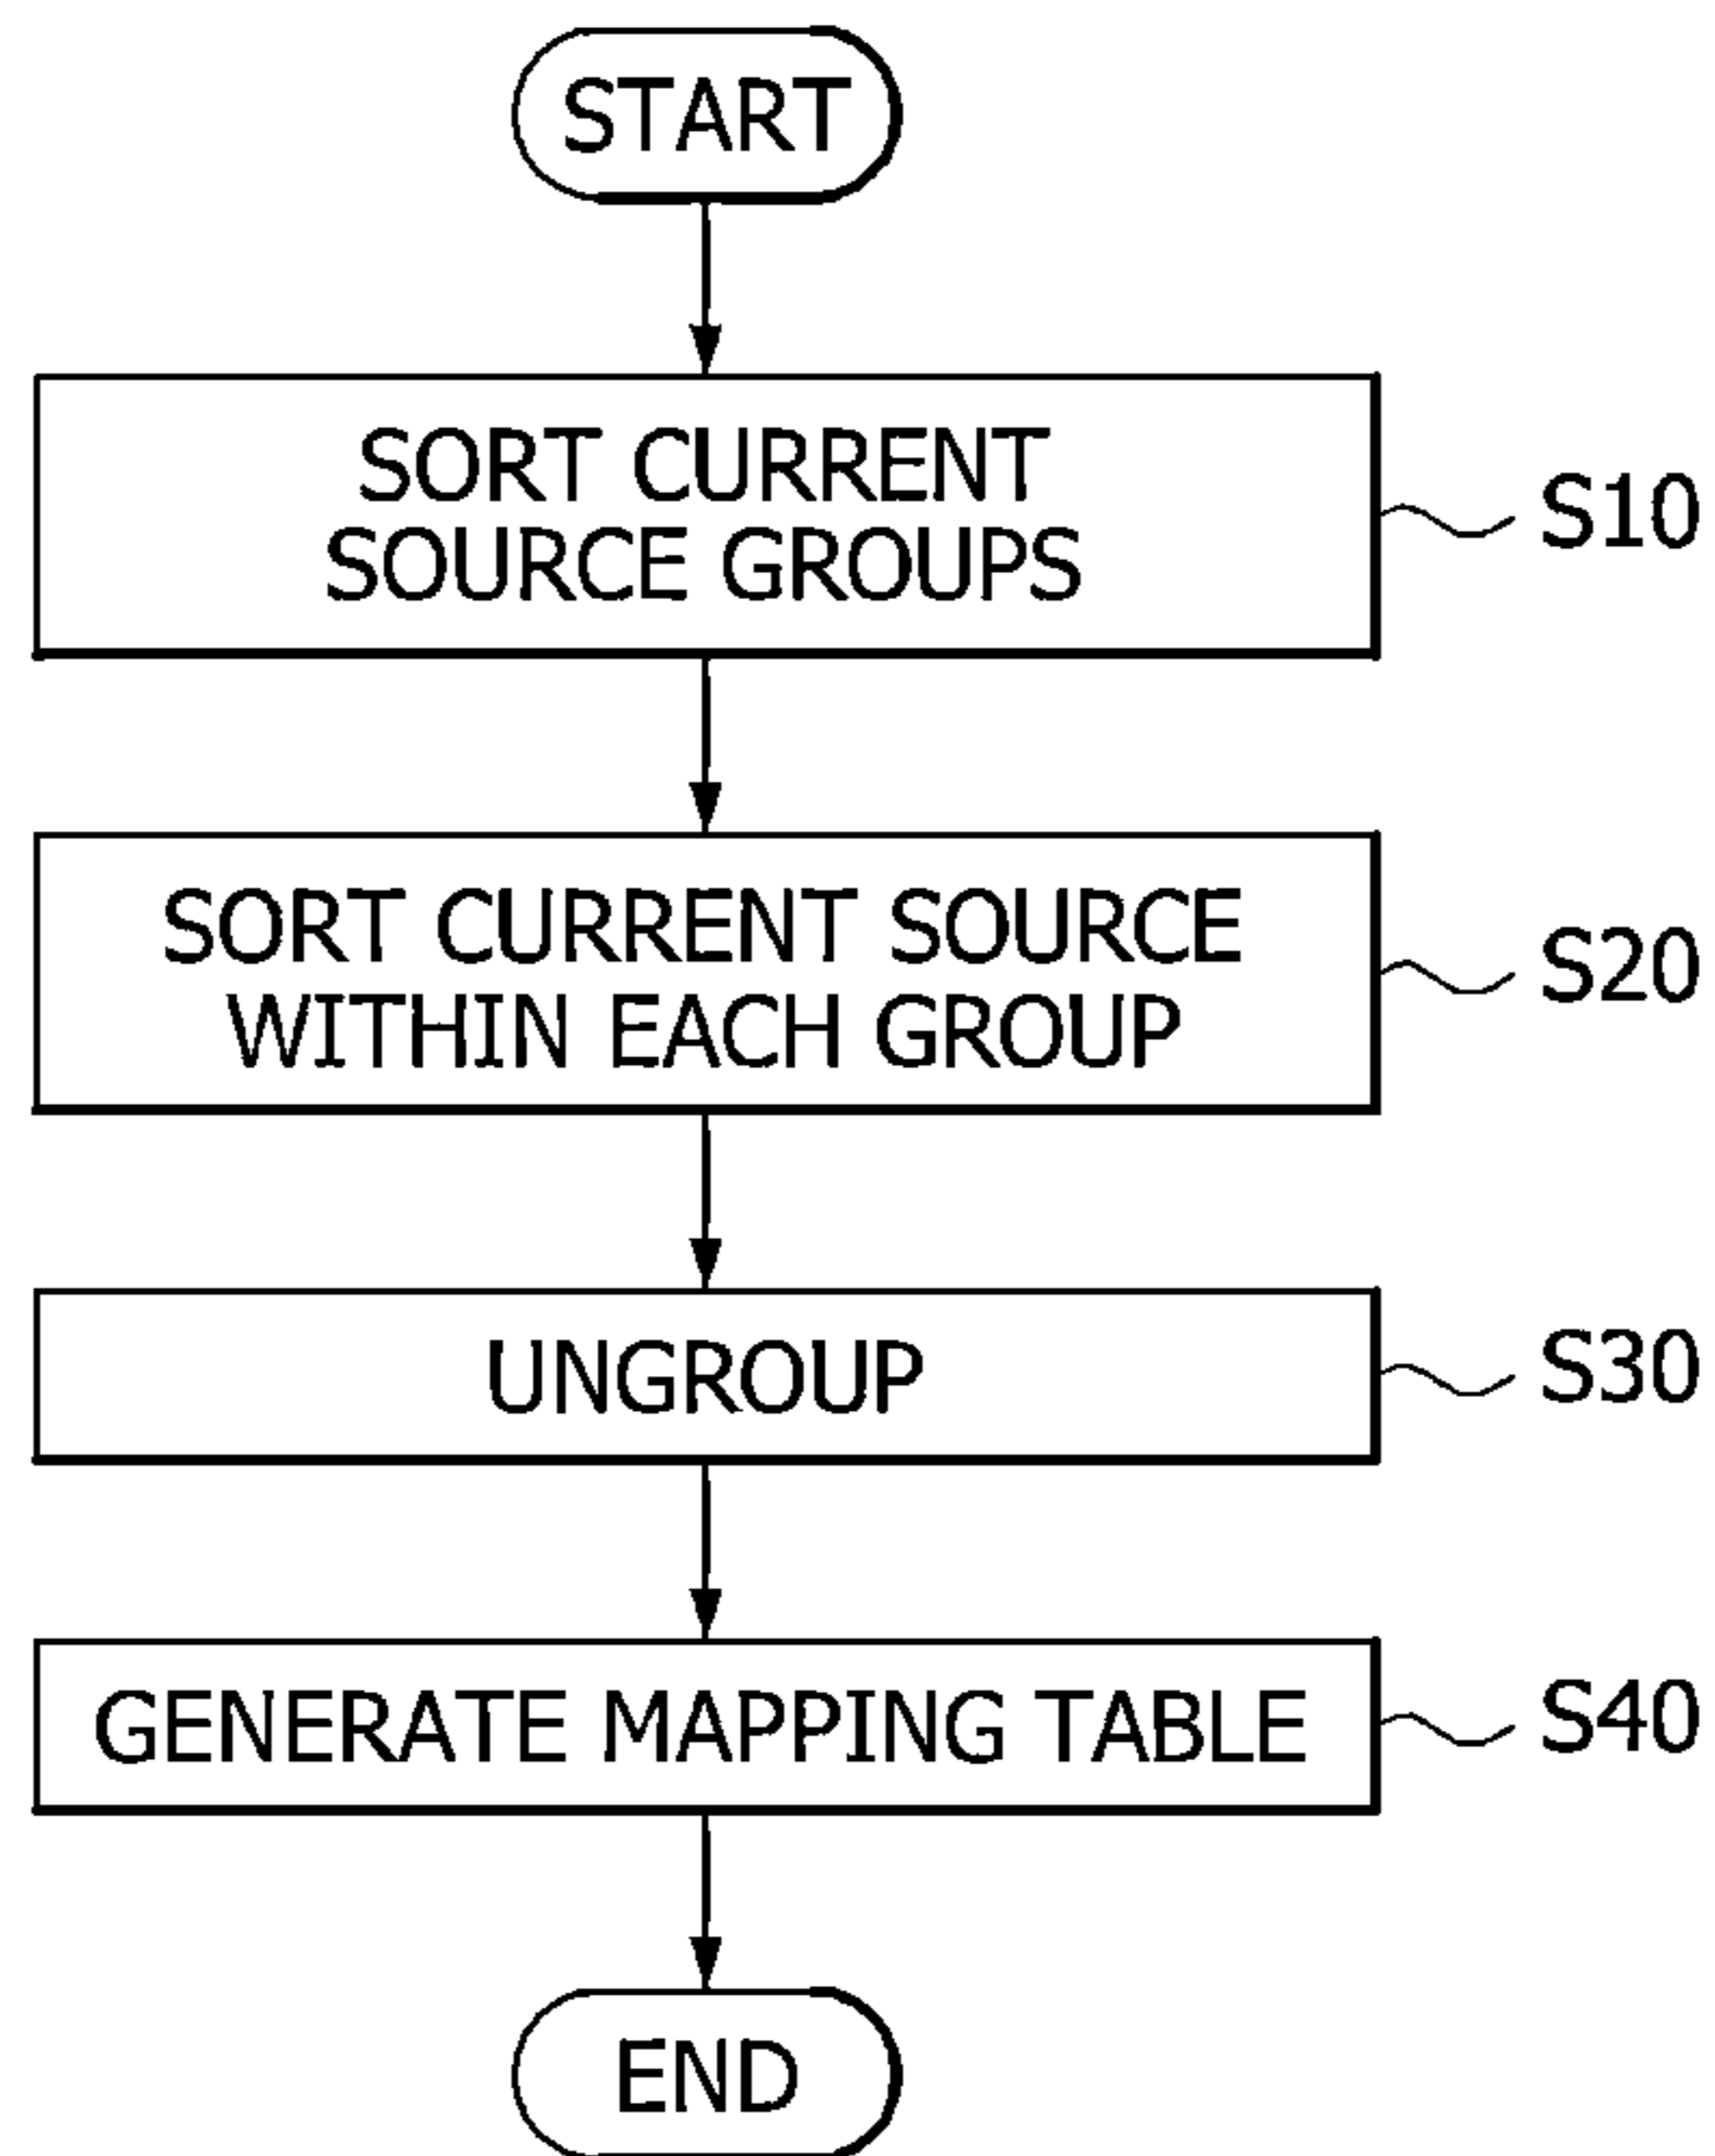 START
SORT CURRENT
SOURCE GROUPS
S10
SORT CURRENT SOURCE
WITHIN EACH GROUP
S20
UNGROUP
S30
GENERATE MAPPING TABLE
S40
END